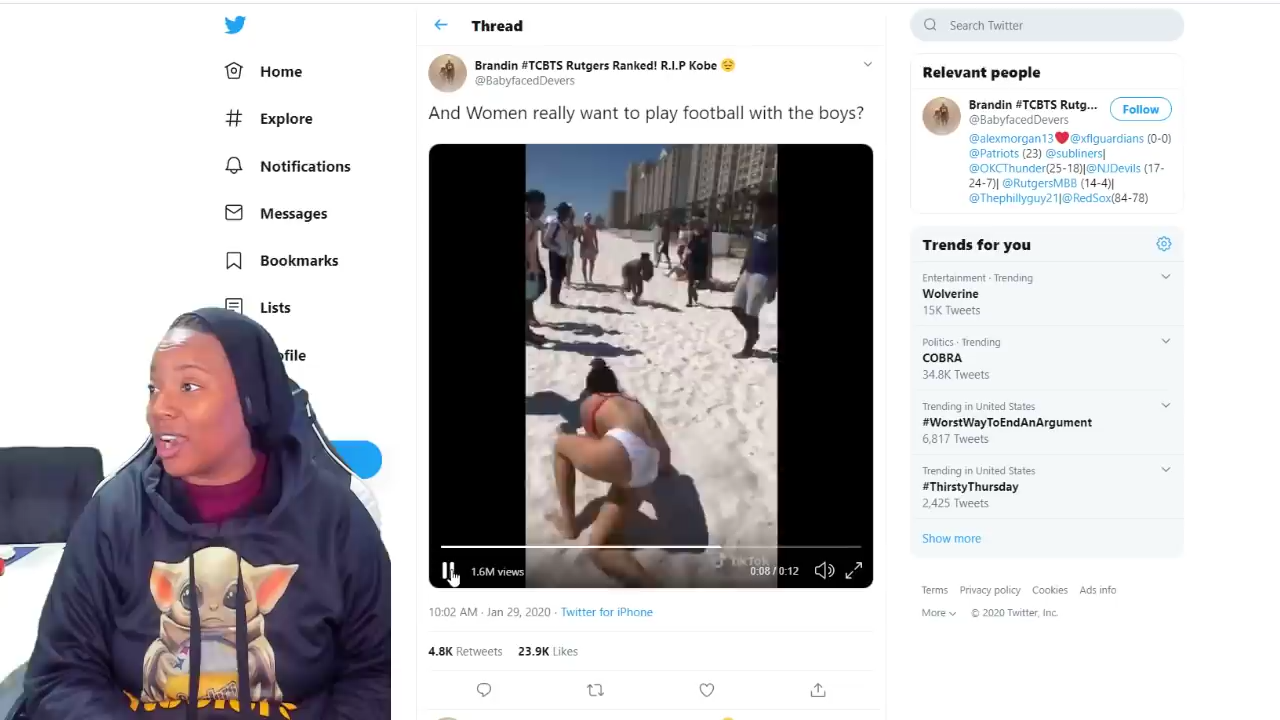 Home
Explore
Notifications
Messages
Bookmarks
Lists
ofile
Thread
Brandin #TCBTS Rutgers Ranked! R.I.P Kobe
@BabyfacedDevers
And Women really want to play football with the boys?
TikTok
1.6M views
0:08 / 0:12
10:02 AM · Jan 29, 2020 · Twitter for iPhone
4.8K Retweets 23.9K Likes
Search Twitter
Relevant people
Brandin #TCBTS Rutg...
@BabyfacedDevers
Follow
@alexmorgan13❤@xflguardians (0-0)
@Patriots (23) @subliners|
@OKCThunder(25-18)|@NJDevils (17-
24-7)| @RutgersMBB (14-4)|
@Thephillyguy21|@RedSox(84-78)
Trends for you
Entertainment · Trending
Wolverine
15K Tweets
Politics · Trending
COBRA
34.8K Tweets
Trending in United States
#WorstWayToEndAnArgument
6,817 Tweets
Trending in United States
#ThirstyThursday
2,425 Tweets
Show more
Terms Privacy policy Cookies Ads info
More © 2020 Twitter, Inc.